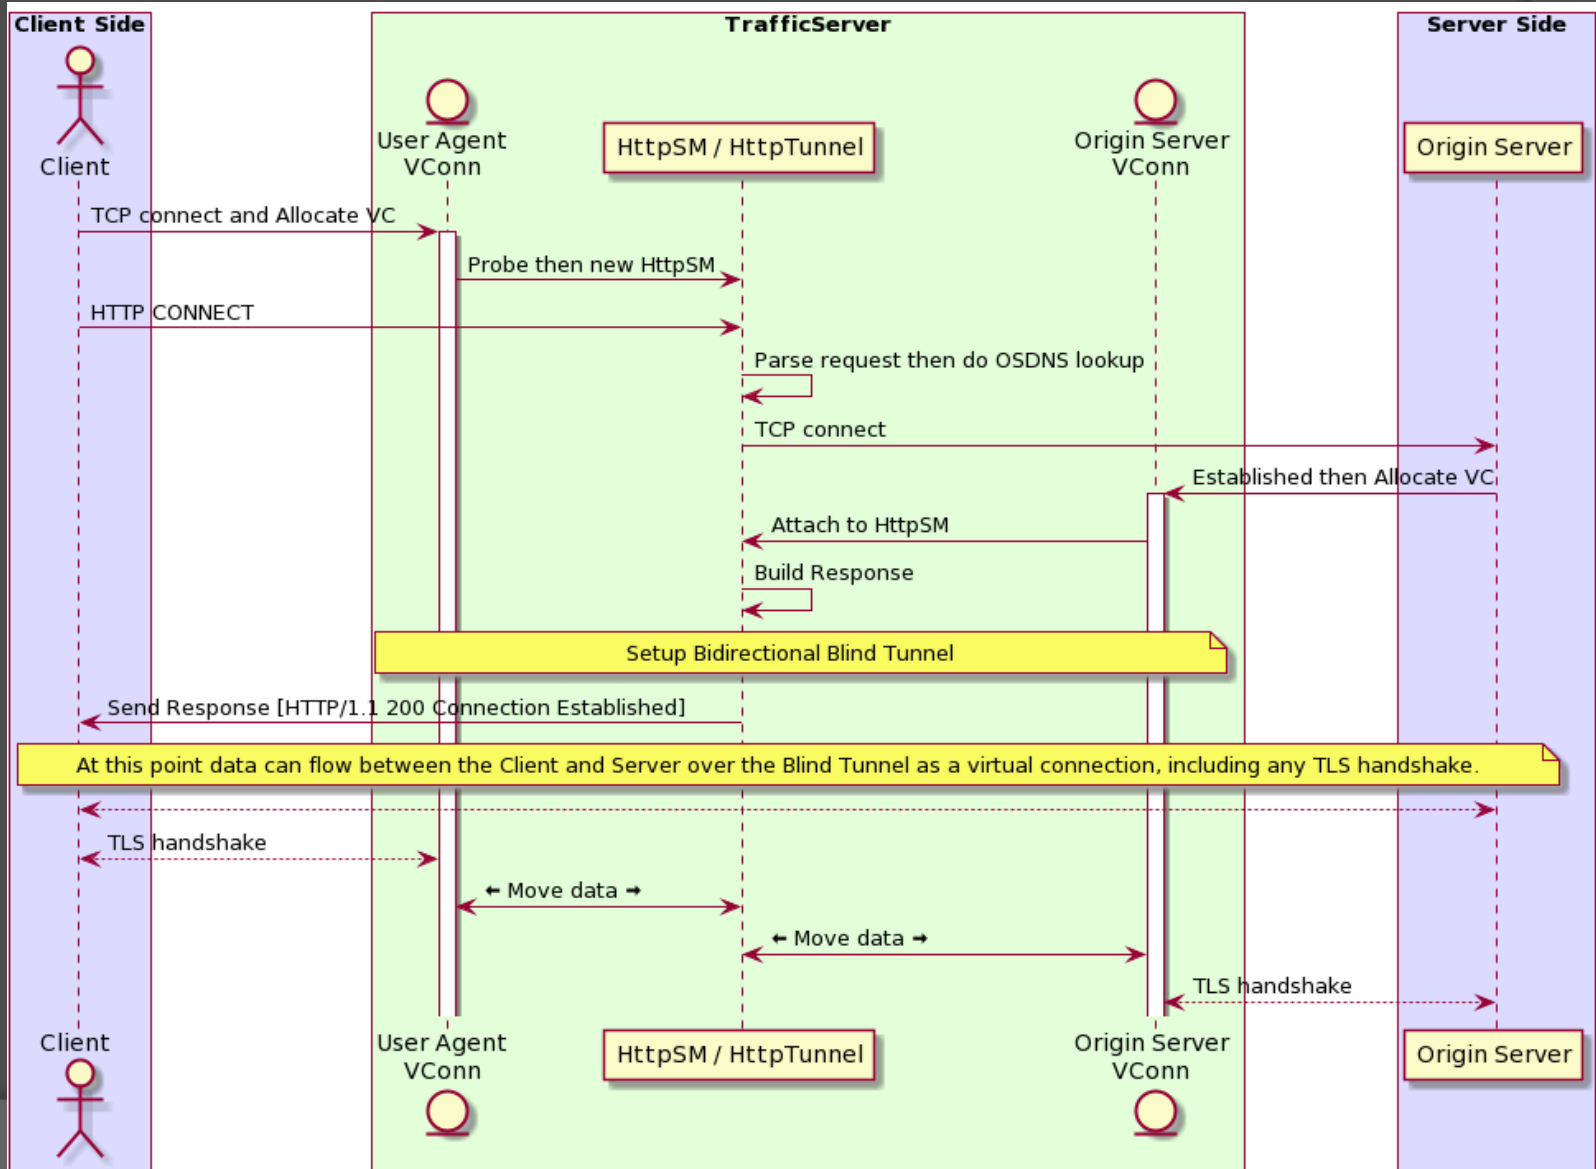 Client Side
TrafficServer
Server Side
Client
User Agent
VConn
HttpSM / HttpTunnel
Origin Server
VConn
Origin Server
TCP connect and Allocate VC
Probe then new HttpSM
HTTP CONNECT
Parse request then do OSDNS lookup
TCP connect
Established then Allocate VC
Attach to HttpSM
Build Response
Setup Bidirectional Blind Tunnel
Send Response [HTTP/1.1 200 Connection Established]
At this point data can flow between the Client and Server over the Blind Tunnel as a virtual connection, including any TLS handshake.
TLS handshake
⬅ Move data ➡
⬅ Move data ➡
TLS handshake
Client
User Agent
VConn
HttpSM / HttpTunnel
Origin Server
VConn
Origin Server